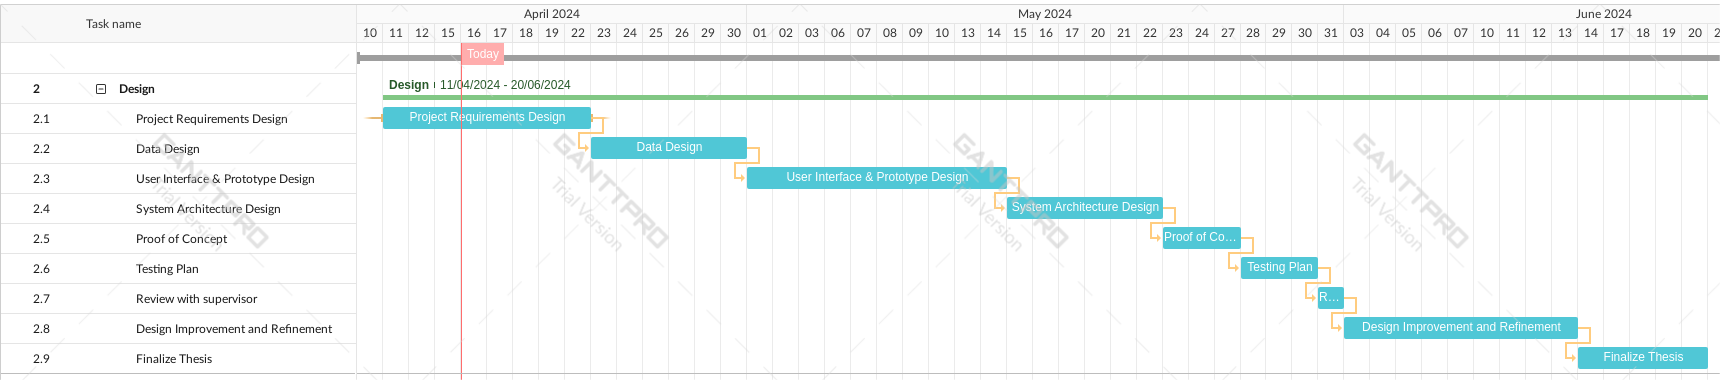 Task name
April 2024 May 2024 June 2024
10 11 12 15 16 17 18 19 22 23 24 25 26 29 30 01 02 03 06 07 08 09 10 13 14 15 16 17 20 21 22 23 24 27 28 29 30 31 03 04 05 06 07 10 11 12 13 14 17 18 19 20
Today
2 Design
Design 11/04/2024 - 20/06/2024
2.1 Project Requirements Design
Project Requirements Design
2.2 Data Design
Data Design
2.3 User Interface & Prototype Design
User Interface & Prototype Design
2.4 System Architecture Design
System Architecture Design
2.5 Proof of Concept
Proof of Co...
2.6 Testing Plan
Testing Plan
2.7 Review with supervisor
R...
2.8 Design Improvement and Refinement
Design Improvement and Refinement
2.9 Finalize Thesis
Finalize Thesis
GANTTPRO
Trial Version
GANTTPRO
Trial Version
GANTTPRO
Trial Version
GANTTPRO
Trial Version